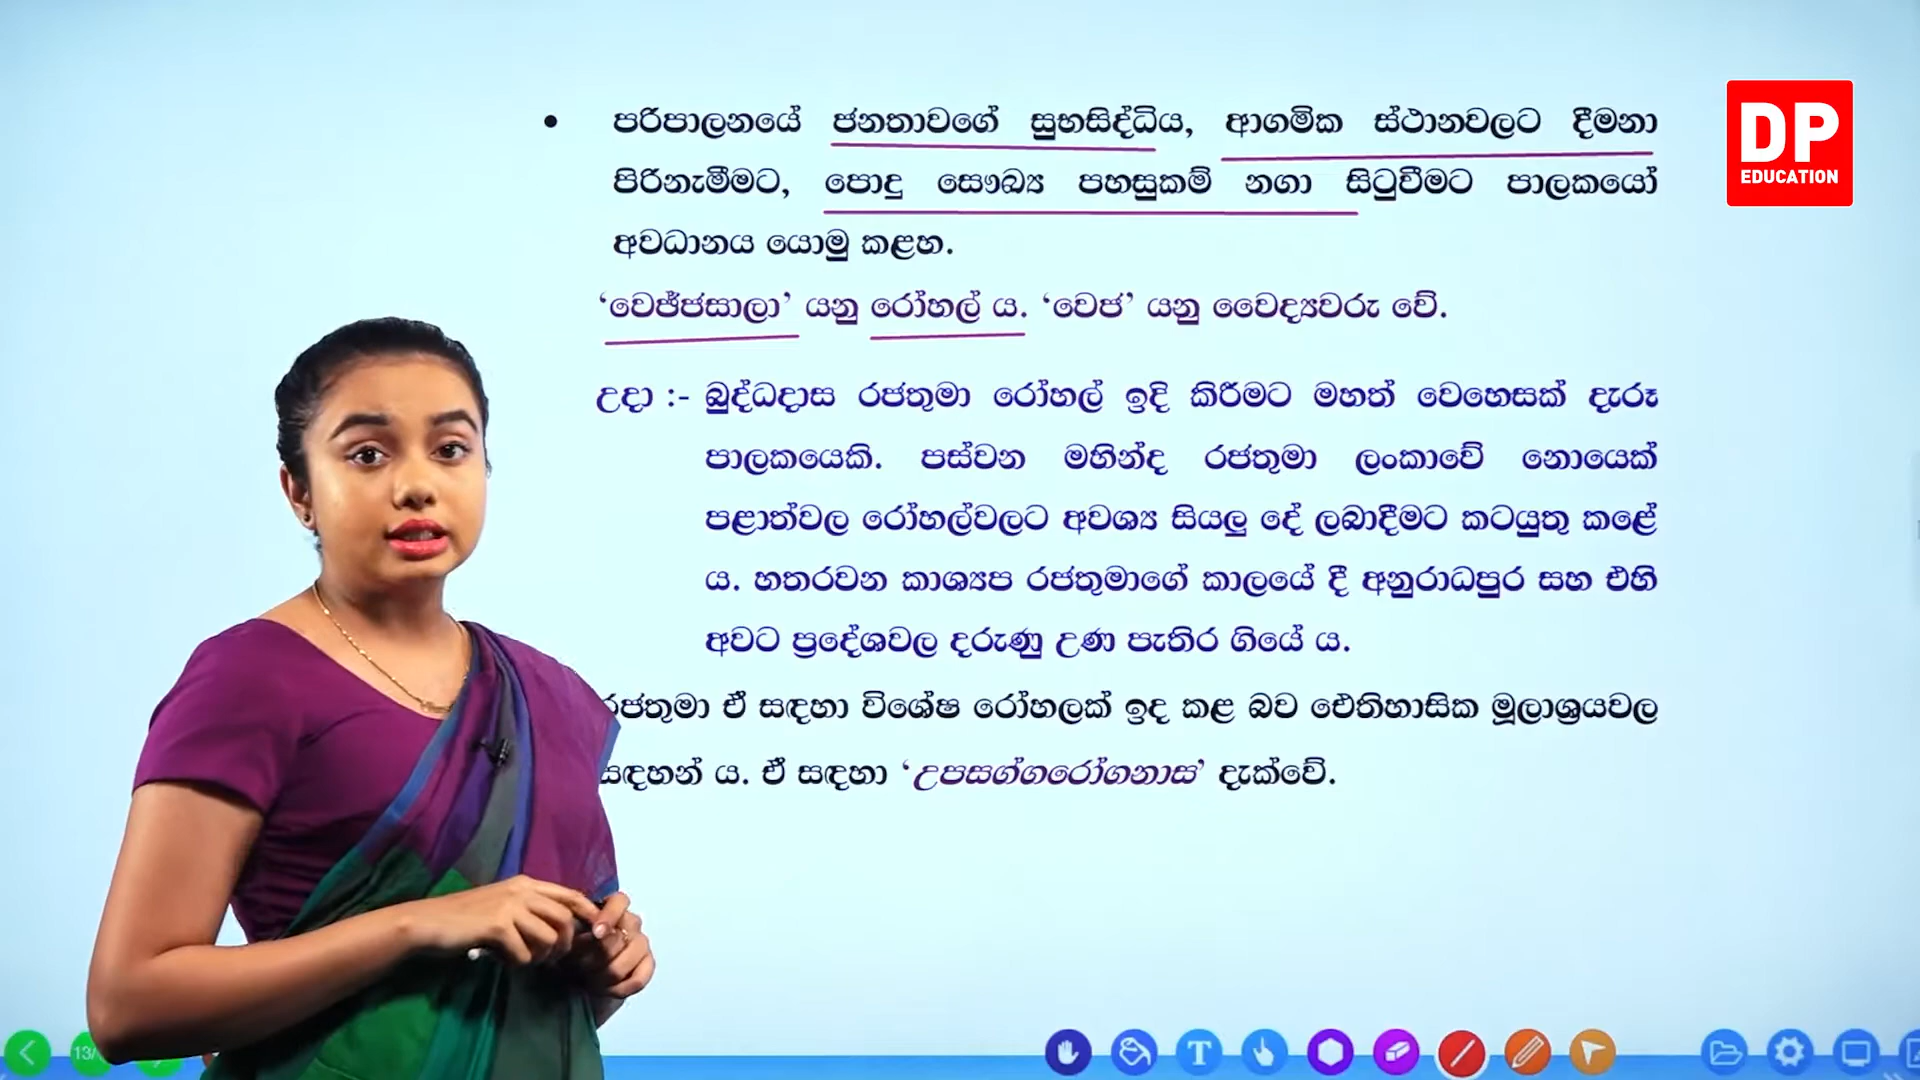 DP
EDUCATION
• පරිපාලනයේ ජනතාවගේ සුභසිද්ධිය, ආගමික ස්ථානවලට දීමනා
පිරිනැමීමට, පොදු සෞඛ්‍ය පහසුකම් නගා සිටුවීමට පාලකයෝ
අවධානය යොමු කළහ.
‘වෙජ්ජසාලා’ යනු රෝහල් ය. ‘වෙජ’ යනු වෛද්‍යවරු වේ.
උදා :- බුද්ධදාස රජතුමා රෝහල් ඉදි කිරීමට මහත් වෙහෙසක් දැරූ
පාලකයෙකි. පස්වන මහින්ද රජතුමා ලංකාවේ නොයෙක්
පළාත්වල රෝහල්වලට අවශ්‍ය සියලු දේ ලබාදීමට කටයුතු කළේ
ය. හතරවන කාශ්‍යප රජතුමාගේ කාලයේ දී අනුරාධපුර සහ එහි
අවට ප්‍රදේශවල දරුණු උණ පැතිර ගියේ ය.
රජතුමා ඒ සඳහා විශේෂ රෝහලක් ඉද කළ බව ඓතිහාසික මූලාශ්‍රයවල
සඳහන් ය. ඒ සඳහා ‘උපසග්ගරෝගනාස’ දැක්වේ.
13/
T